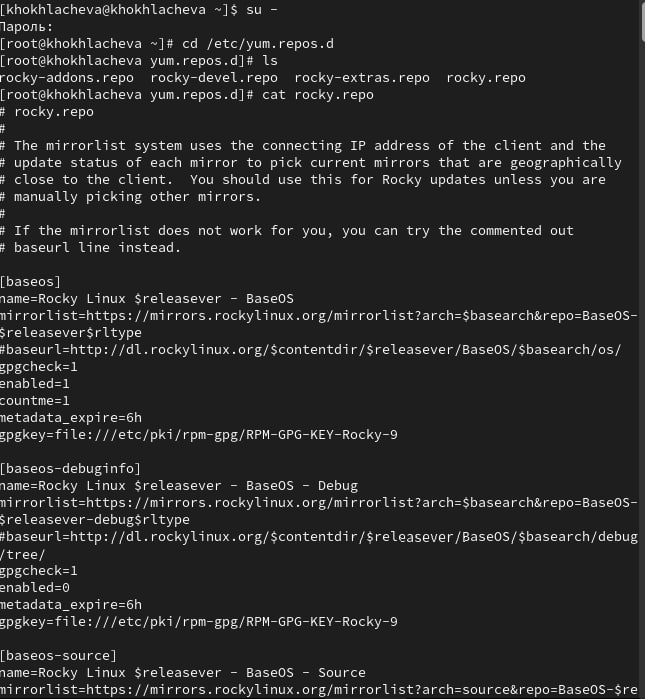 [khokhlacheva@khokhlacheva ~]$ su -
Пароль:
[root@khokhlacheva ~]# cd /etc/yum.repos.d
[root@khokhlacheva yum.repos.d]# ls
rocky-addons.repo  rocky-devel.repo  rocky-extras.repo  rocky.repo
[root@khokhlacheva yum.repos.d]# cat rocky.repo
# rocky.repo
#
# The mirrorlist system uses the connecting IP address of the client and the
# update status of each mirror to pick current mirrors that are geographically
# close to the client.  You should use this for Rocky updates unless you are
# manually picking other mirrors.
#
# If the mirrorlist does not work for you, you can try the commented out
# baseurl line instead.

[baseos]
name=Rocky Linux $releasever - BaseOS
mirrorlist=https://mirrors.rockylinux.org/mirrorlist?arch=$basearch&repo=BaseOS-
$releasever$rltype
#baseurl=http://dl.rockylinux.org/$contentdir/$releasever/BaseOS/$basearch/os/
gpgcheck=1
enabled=1
countme=1
metadata_expire=6h
gpgkey=file:///etc/pki/rpm-gpg/RPM-GPG-KEY-Rocky-9

[baseos-debuginfo]
name=Rocky Linux $releasever - BaseOS - Debug
mirrorlist=https://mirrors.rockylinux.org/mirrorlist?arch=$basearch&repo=BaseOS-
$releasever-debug$rltype
#baseurl=http://dl.rockylinux.org/$contentdir/$releasever/BaseOS/$basearch/debug
/tree/
gpgcheck=1
enabled=0
metadata_expire=6h
gpgkey=file:///etc/pki/rpm-gpg/RPM-GPG-KEY-Rocky-9

[baseos-source]
name=Rocky Linux $releasever - BaseOS - Source
mirrorlist=https://mirrors.rockylinux.org/mirrorlist?arch=source&repo=BaseOS-$re